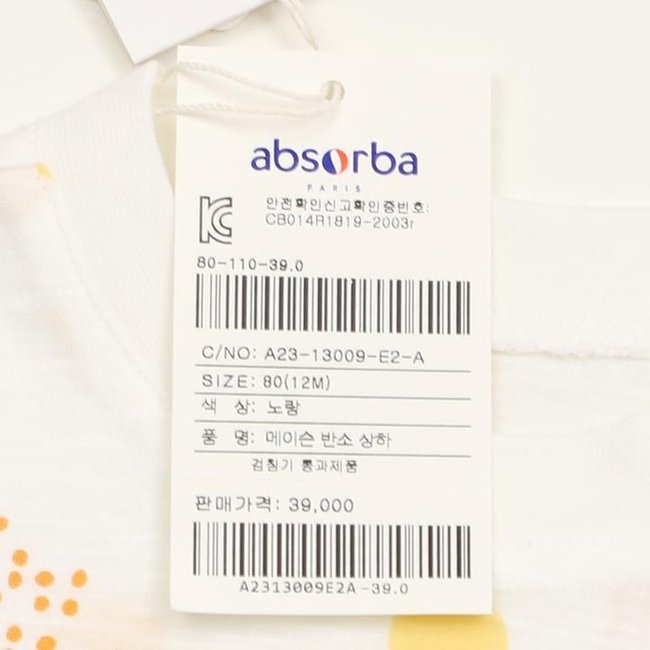 absorba
PARIS
안전확인신고확인증번호:
CB014R1819-2003r
80-110-39.0
C/NO: A23-13009-E2-A
SIZE: 80(12M)
색 상: 노랑
품 명: 메이슨 반소 상하
검침기 통과제품
판매가격: 39,000
A2313009E2A-39.0